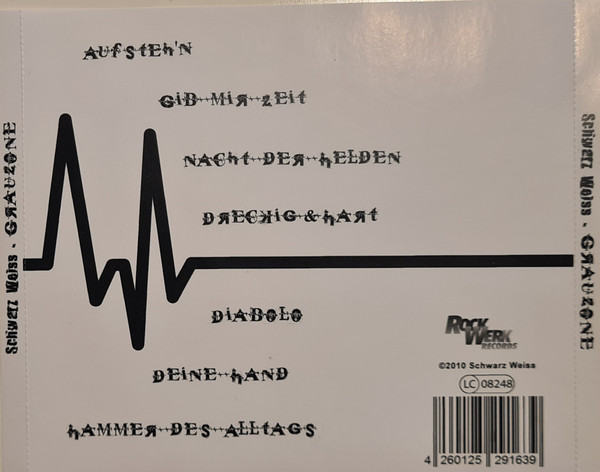 AUFSTEH'N
GIB MIR ZEIT
NACHT DER HELDEN
DRECKIG & HART
DIABOLO
DEINE HAND
HAMMER DES ALLTAGS
Schwarz Weiss - GRAUZONE
Schwarz Weiss - GRAUZONE
ROCK
WERK
RECORDS
©2010 Schwarz Weiss
LC 08248
4 260125 291639